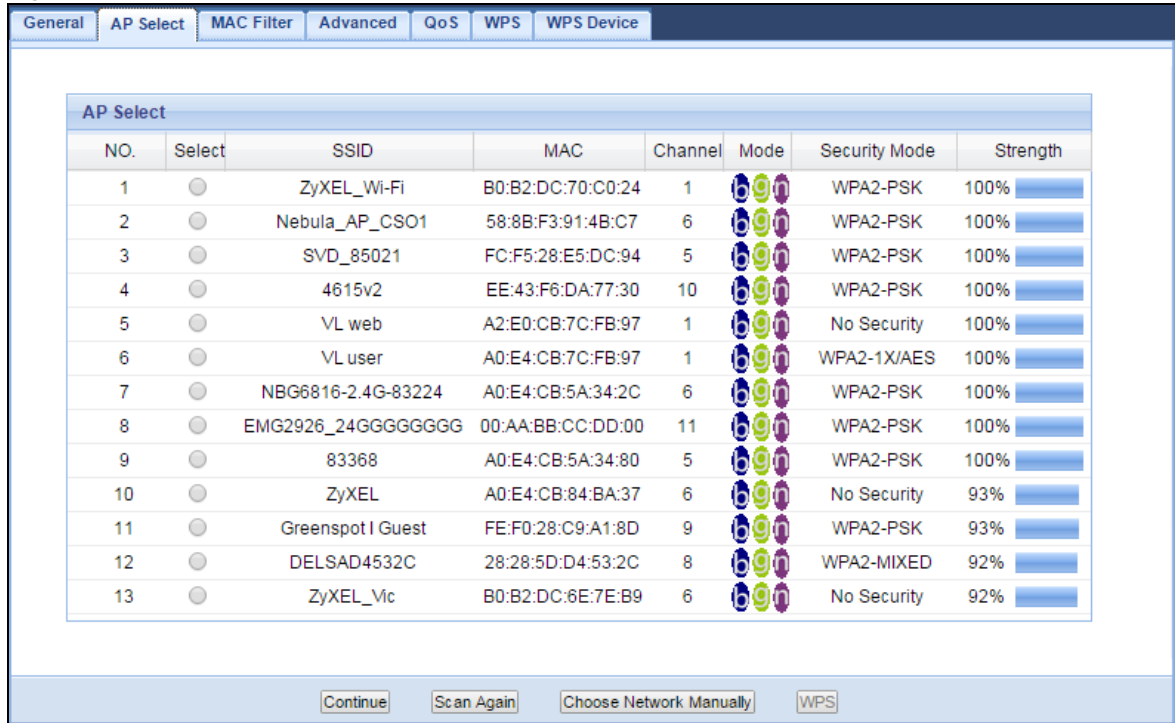 General AP Select MAC Filter Advanced QoS WPS WPS Device
AP Select
NO. Select SSID MAC Channel Mode Security Mode Strength
1 ZyXEL_Wi-Fi B0:B2:DC:70:C0:24 1 b g n WPA2-PSK 100%
2 Nebula_AP_CSO1 58:8B:F3:91:4B:C7 6 b g n WPA2-PSK 100%
3 SVD_85021 FC:F5:28:E5:DC:94 5 b g n WPA2-PSK 100%
4 4615v2 EE:43:F6:DA:77:30 10 b g n WPA2-PSK 100%
5 VL web A2:E0:CB:7C:FB:97 1 b g n No Security 100%
6 VL user A0:E4:CB:7C:FB:97 1 b g n WPA2-1X/AES 100%
7 NBG6816-2.4G-83224 A0:E4:CB:5A:34:2C 6 b g n WPA2-PSK 100%
8 EMG2926_24GGGGGGGG 00:AA:BB:CC:DD:00 11 b g n WPA2-PSK 100%
9 83368 A0:E4:CB:5A:34:80 5 b g n WPA2-PSK 100%
10 ZyXEL A0:E4:CB:84:BA:37 6 b g n No Security 93%
11 Greenspot I Guest FE:F0:28:C9:A1:8D 9 b g n WPA2-PSK 93%
12 DELSAD4532C 28:28:5D:D4:53:2C 8 b g n WPA2-MIXED 92%
13 ZyXEL_Vic B0:B2:DC:6E:7E:B9 6 b g n No Security 92%
Continue Scan Again Choose Network Manually WPS